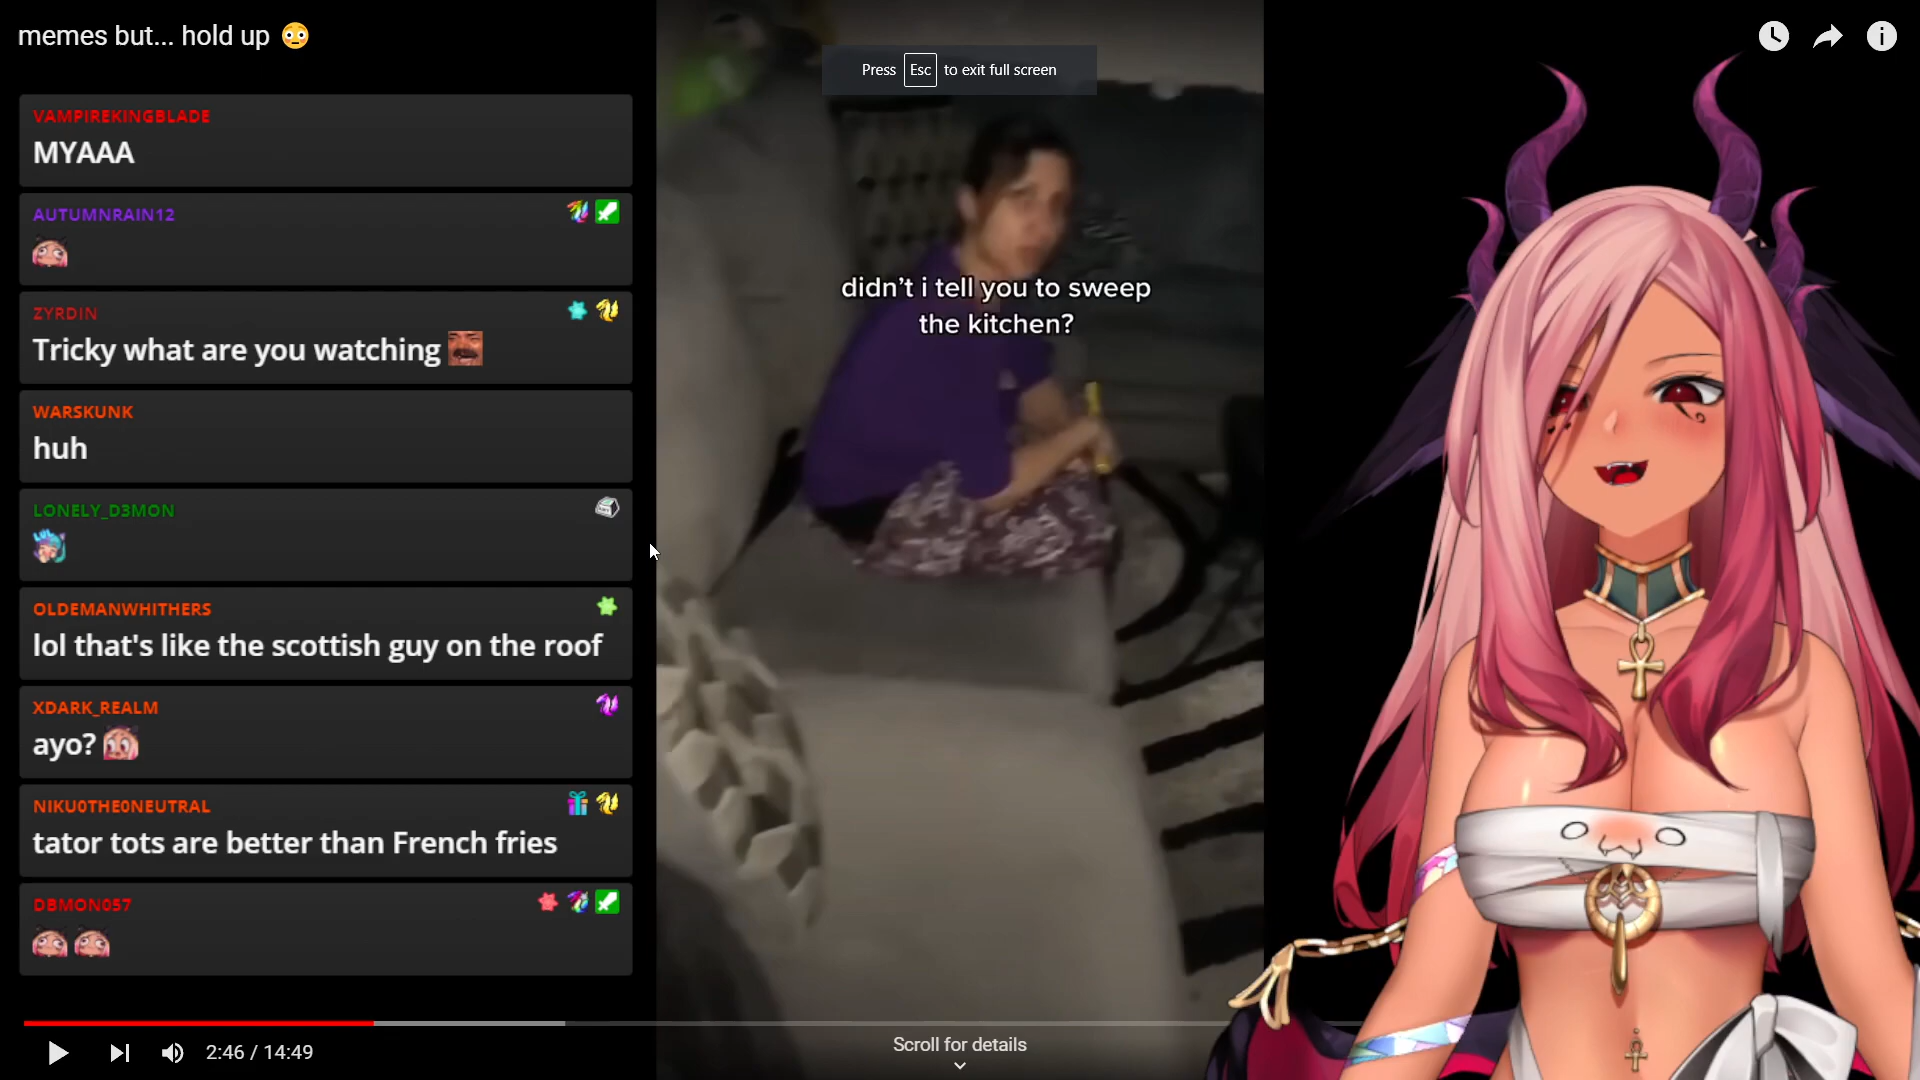 memes but... hold up 😳
Press Esc to exit full screen
VAMPIREKINGBLADE
MYAAA
AUTUMNRAIN12
ZYRDIN
Tricky what are you watching
WARSKUNK
huh
LONELY_D3MON
LUL
OLDEMANWHITHERS
lol that's like the scottish guy on the roof
XDARK_REALM
ayo?
NIKU0THE0NEUTRAL
tator tots are better than French fries
DBMON057
didn't i tell you to sweep
the kitchen?
2:46 / 14:49
Scroll for details